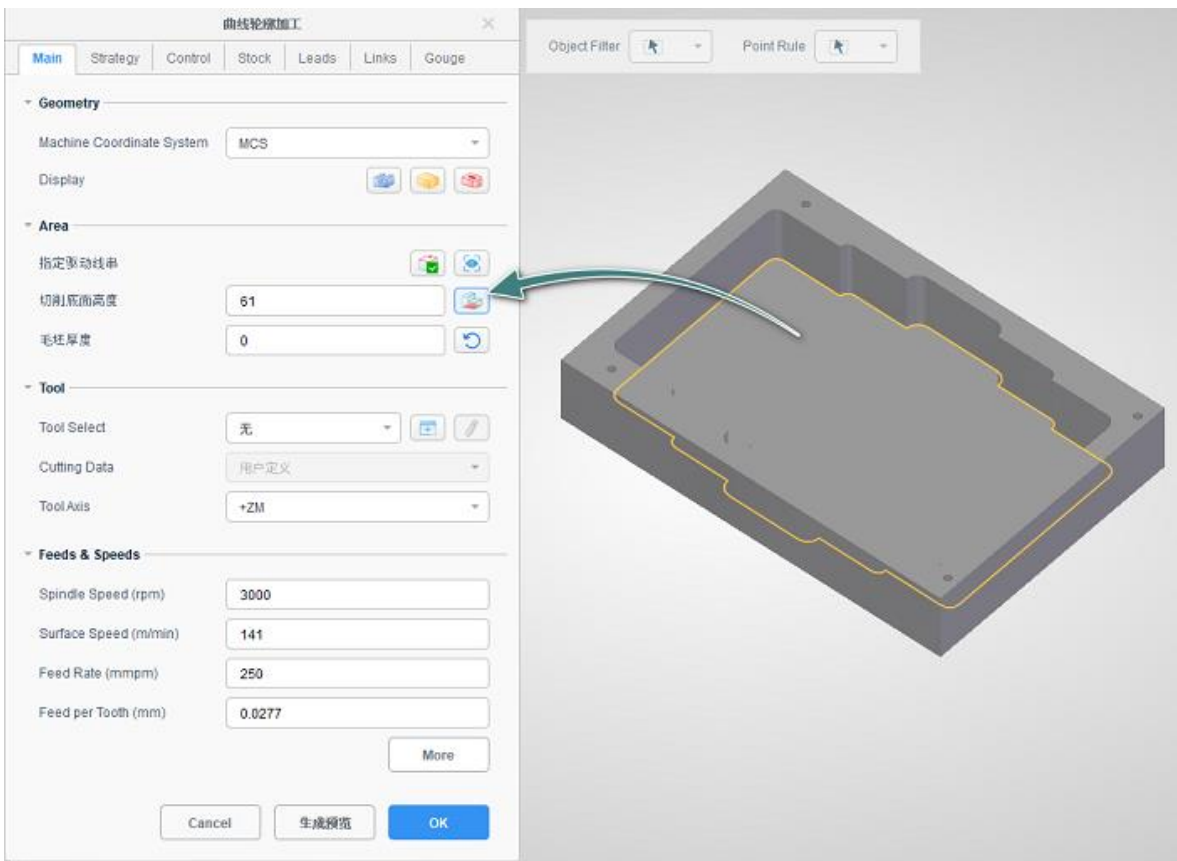 曲线轮廓加工
Object Filter
Point Rule
Main Strategy Control Stock Leads Links Gouge
Geometry
Machine Coordinate System MCS
Display
Area
指定驱动线串
切削底面高度 61
毛坯厚度 0
Tool
Tool Select 无
Cutting Data 用户定义
Tool Axis +ZM
Feeds & Speeds
Spindle Speed (rpm) 3000
Surface Speed (m/min) 141
Feed Rate (mmpm) 250
Feed per Tooth (mm) 0.0277
More
Cancel 生成预览 OK